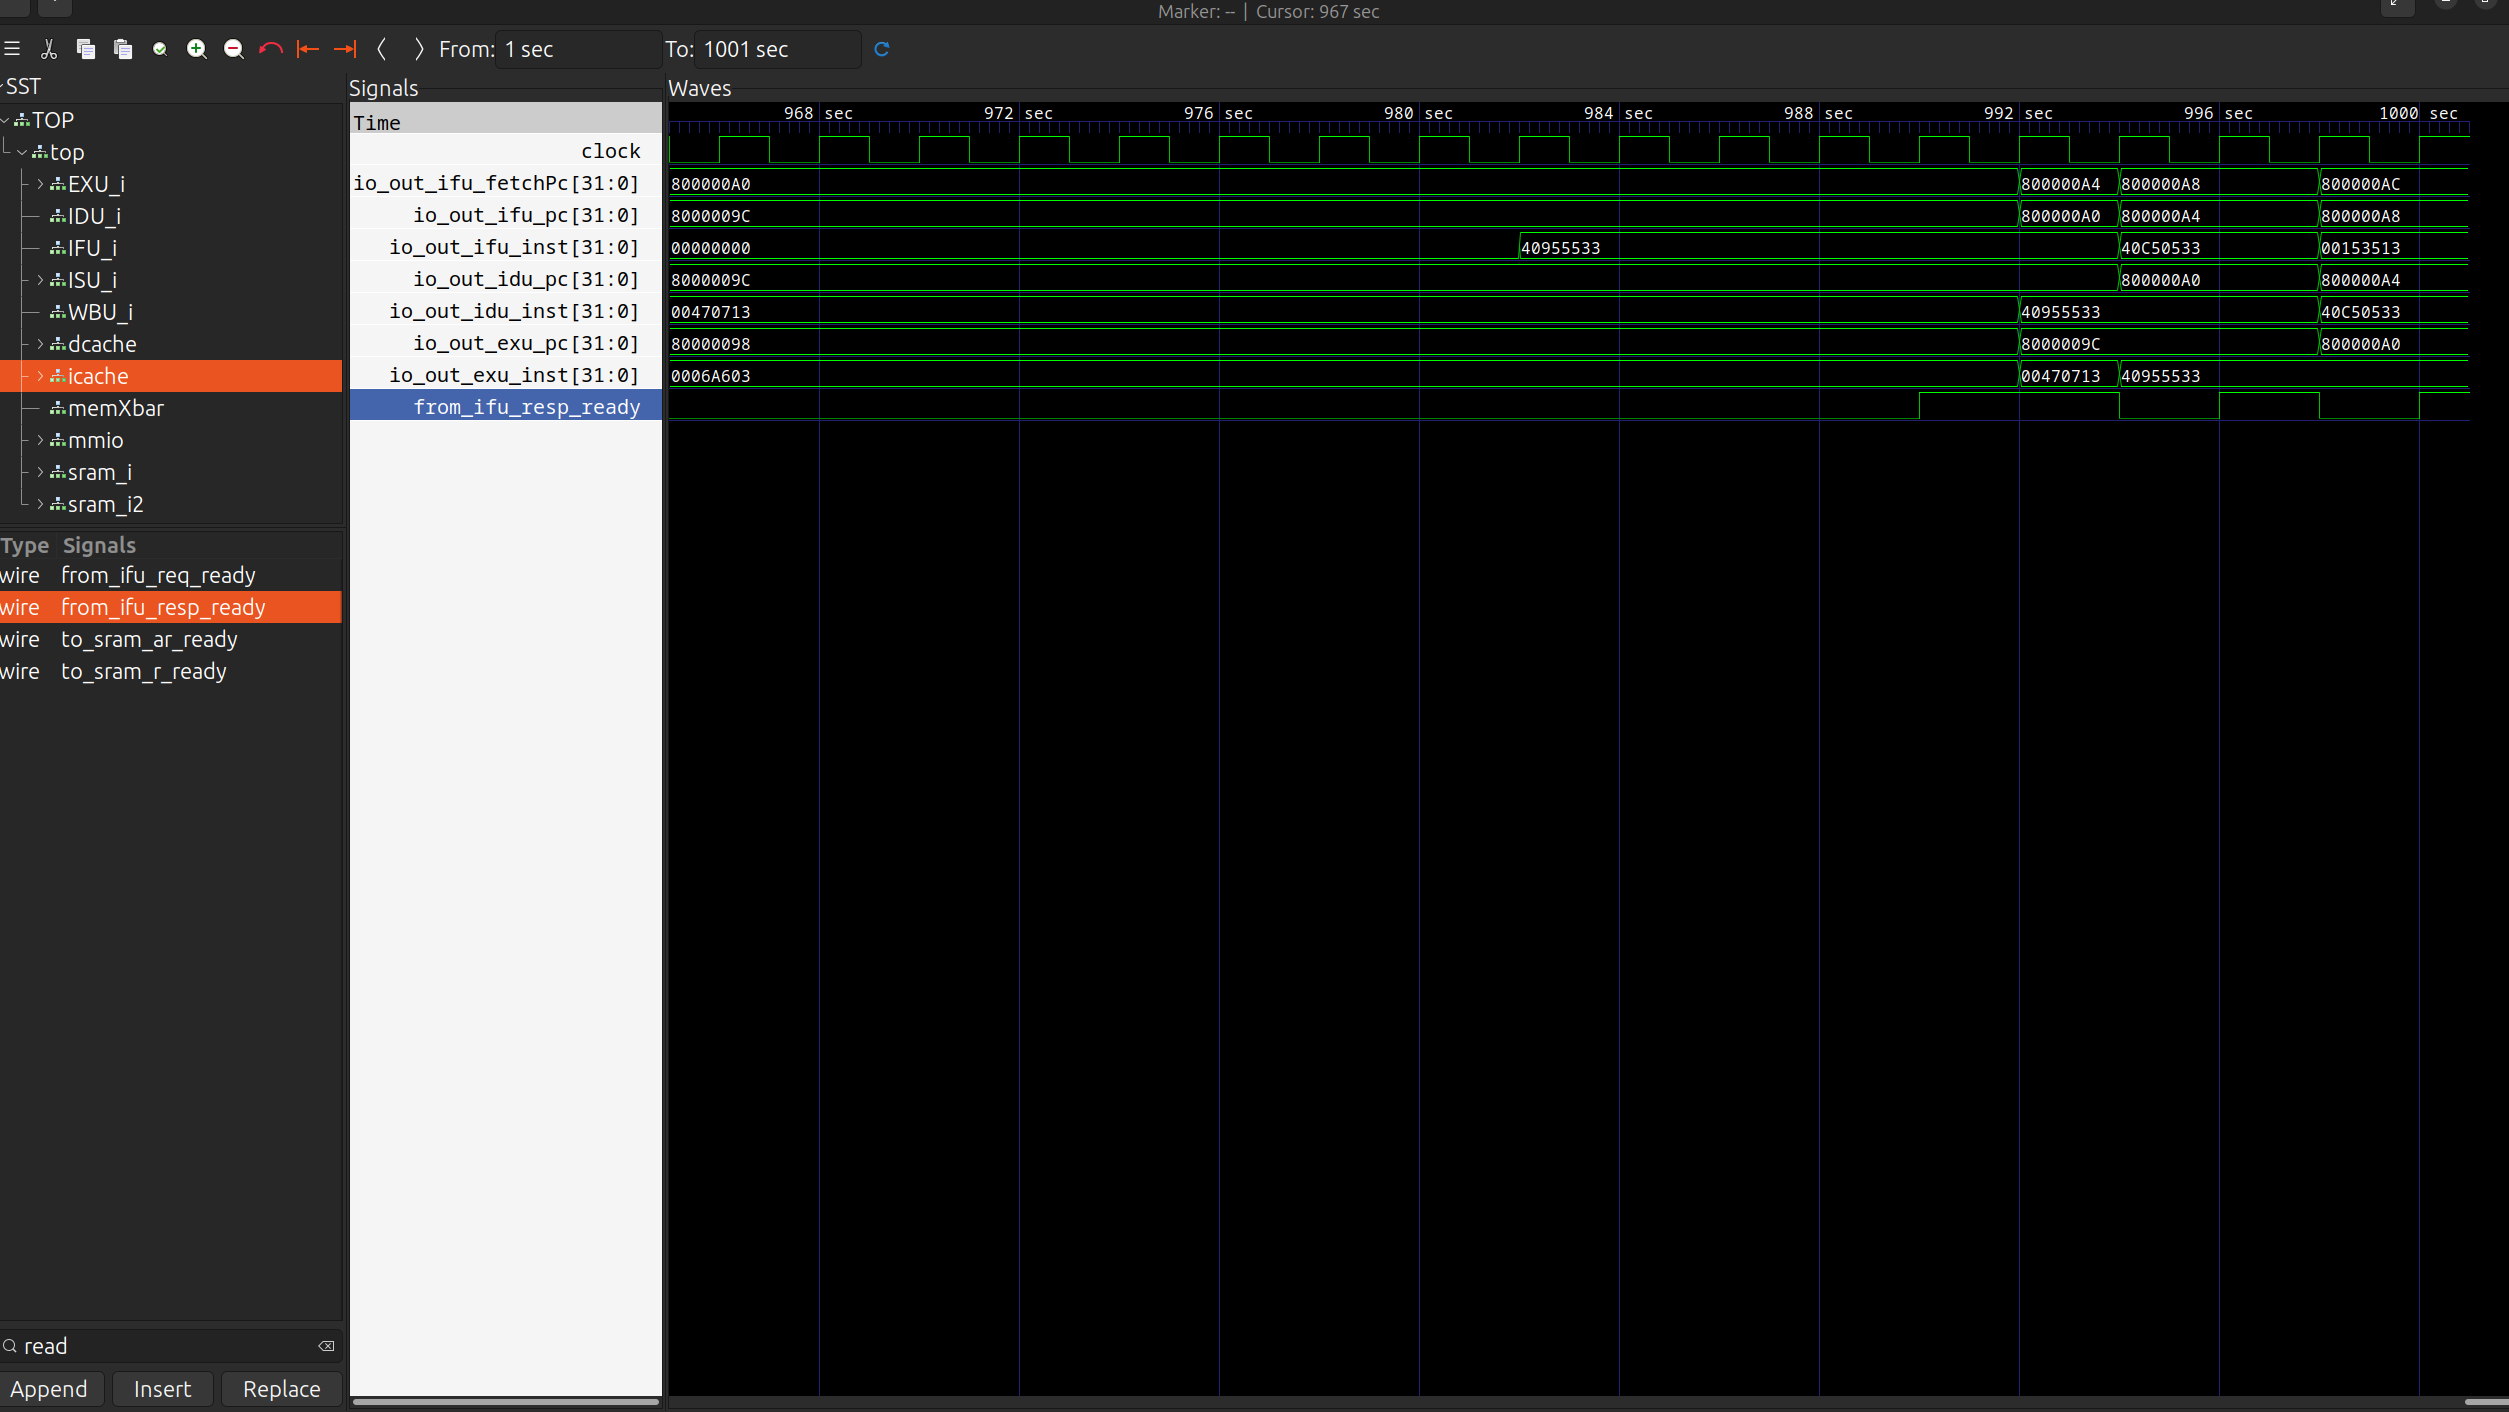 Marker: -- | Cursor: 967 sec
From: 1 sec To: 1001 sec
SST
TOP
top
EXU_i
IDU_i
IFU_i
ISU_i
WBU_i
dcache
icache
memXbar
mmio
sram_i
sram_i2
Type Signals
wire from_ifu_req_ready
wire from_ifu_resp_ready
wire to_sram_ar_ready
wire to_sram_r_ready
read
Append Insert Replace
Signals
Time
clock
io_out_ifu_fetchPc[31:0]
io_out_ifu_pc[31:0]
io_out_ifu_inst[31:0]
io_out_idu_pc[31:0]
io_out_idu_inst[31:0]
io_out_exu_pc[31:0]
io_out_exu_inst[31:0]
from_ifu_resp_ready
Waves
968 sec 972 sec 976 sec 980 sec 984 sec 988 sec 992 sec 996 sec 1000 sec
800000A0 800000A4 800000A8 800000AC
8000009C 800000A0 800000A4 800000A8
00000000 40955533 40C50533 00153513
8000009C 800000A0 800000A4
00470713 40955533 40C50533
80000098 8000009C 800000A0
0006A603 00470713 40955533